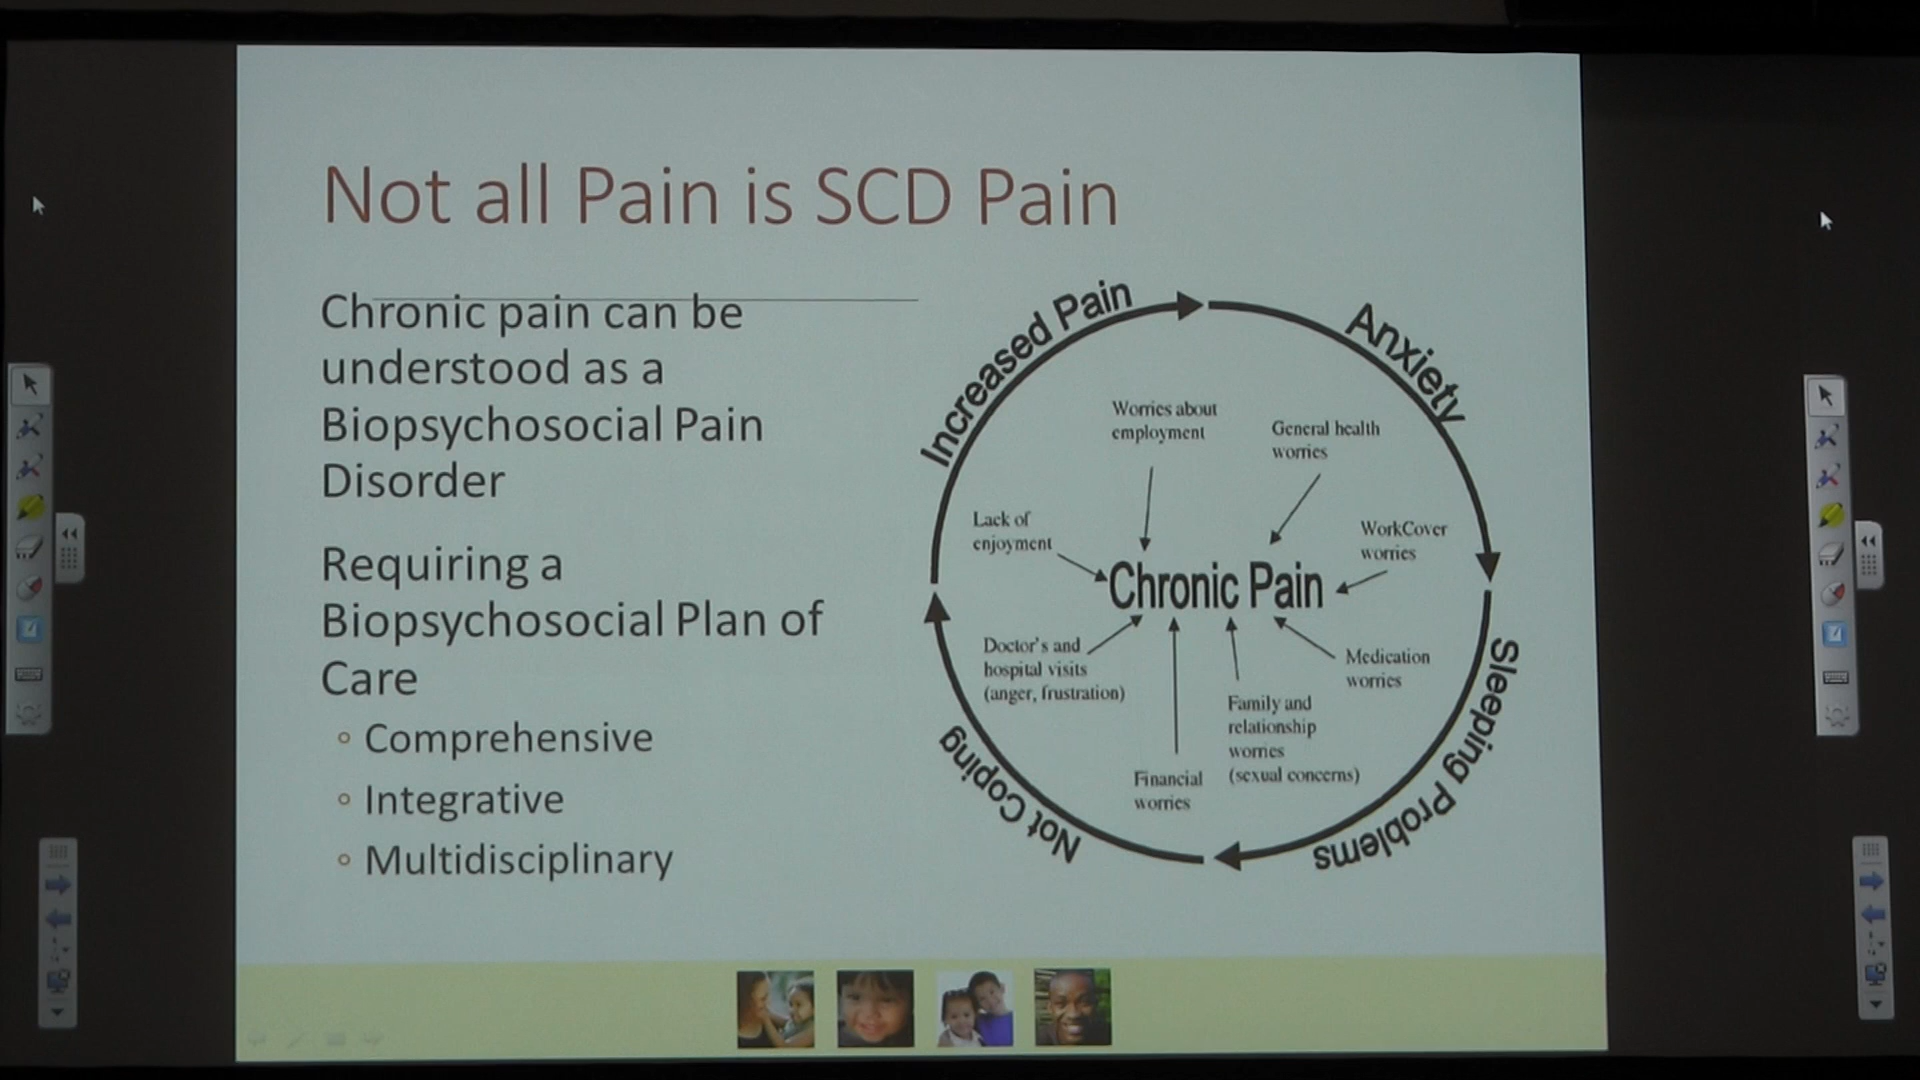 Not all Pain is SCD Pain
Chronic pain can be
understood as a
Biopsychosocial Pain
Disorder
Requiring a
Biopsychosocial Plan of
Care
Comprehensive
Integrative
Multidisciplinary
Increased Pain
Anxiety
Sleeping Problems
Not Coping
Worries about
employment
General health
worries
Lack of
enjoyment
WorkCover
worries
Chronic Pain
Doctor's and
hospital visits
(anger, frustration)
Medication
worries
Family and
relationship
worries
(sexual concerns)
Financial
worries